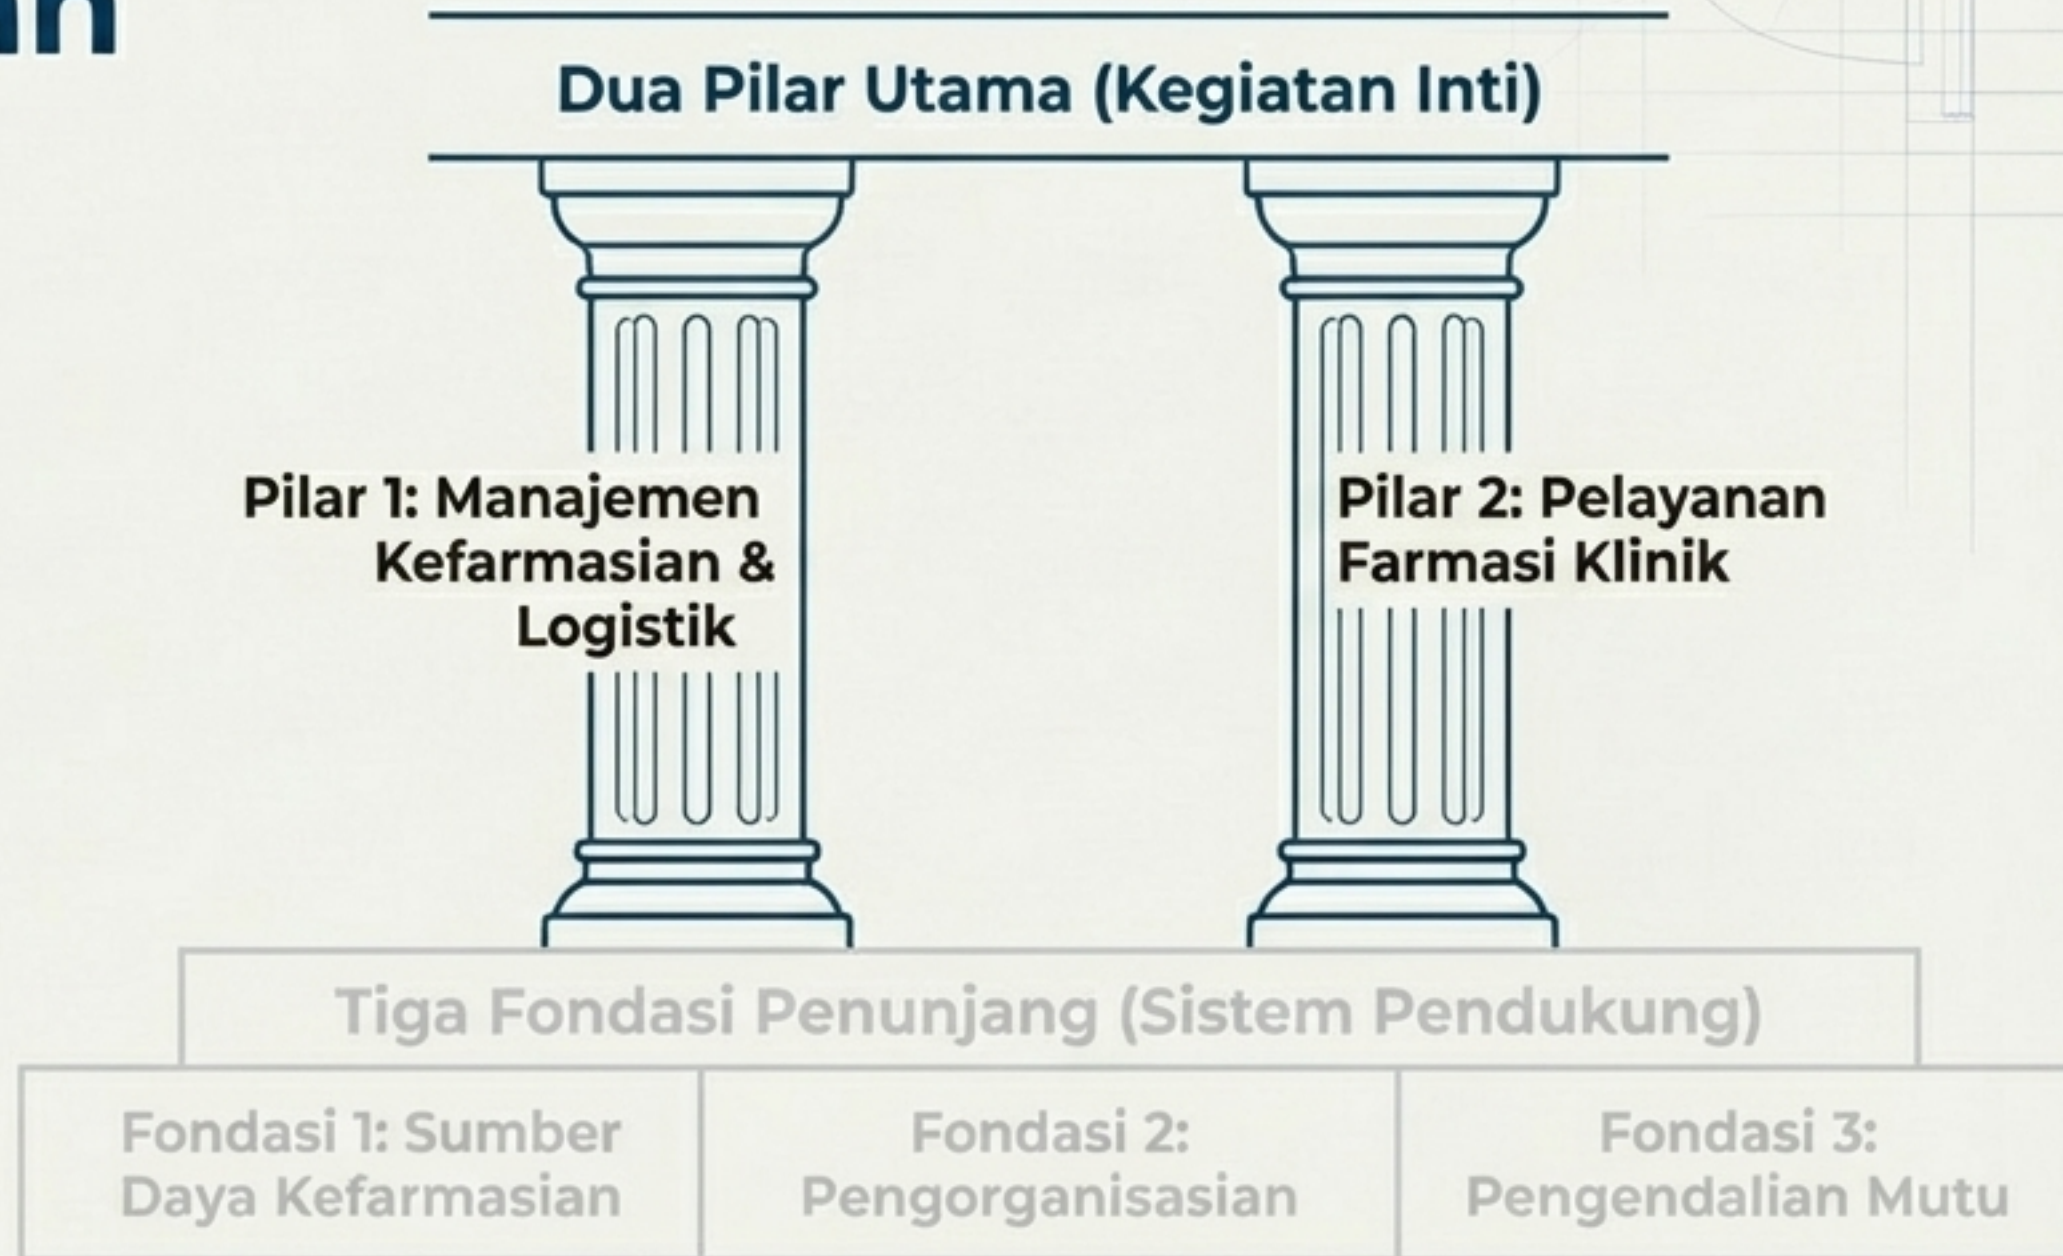 Dua Pilar Utama (Kegiatan Inti)
Pilar 1: Manajemen
Kefarmasian &
Logistik
Pilar 2: Pelayanan
Farmasi Klinik
Tiga Fondasi Penunjang (Sistem Pendukung)
Fondasi 1: Sumber
Daya Kefarmasian
Fondasi 2:
Pengorganisasian
Fondasi 3:
Pengendalian Mutu